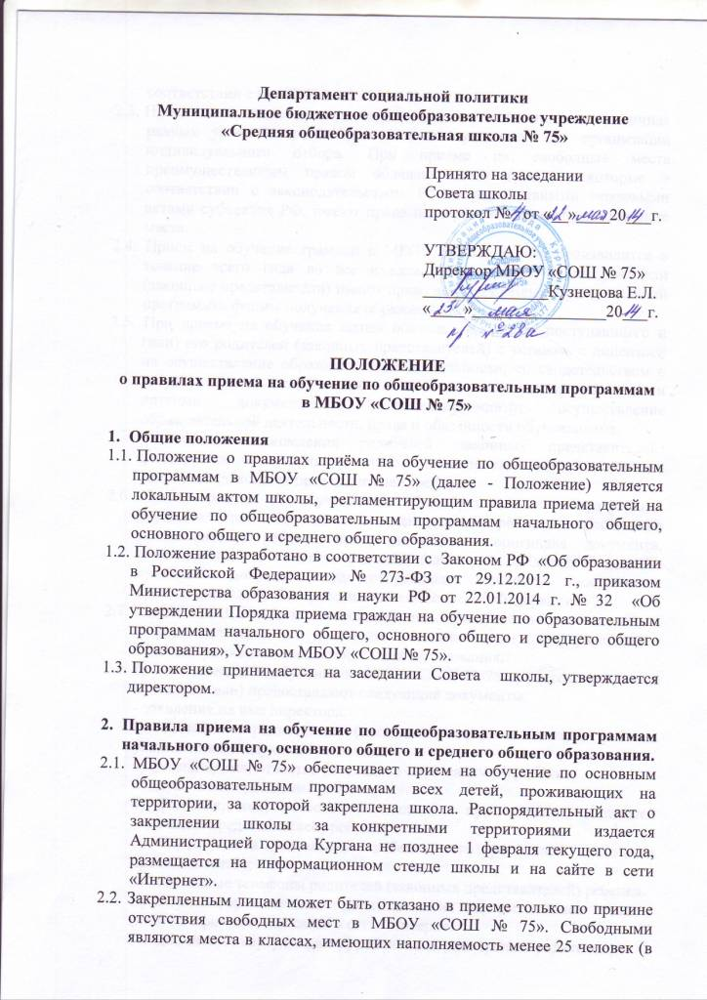 Департамент социальной политики
Муниципальное бюджетное общеобразовательное учреждение
«Средняя общеобразовательная школа № 75»
Принято на заседании
Совета школы
протокол № 4 от «22» мая 2014 г.
УТВЕРЖДАЮ:
Директор МБОУ «СОШ № 75»
Кузнецова Е.Л.
«23» мая 2014 г.
пр. №28а
ПОЛОЖЕНИЕ
о правилах приема на обучение по общеобразовательным программам
в МБОУ «СОШ № 75»
1. Общие положения
1.1. Положение о правилах приёма на обучение по общеобразовательным
программам в МБОУ «СОШ № 75» (далее - Положение) является
локальным актом школы, регламентирующим правила приема детей на
обучение по общеобразовательным программам начального общего,
основного общего и среднего общего образования.
1.2. Положение разработано в соответствии с Законом РФ «Об образовании
в Российской Федерации» № 273-ФЗ от 29.12.2012 г., приказом
Министерства образования и науки РФ от 22.01.2014 г. № 32 «Об
утверждении Порядка приема граждан на обучение по образовательным
программам начального общего, основного общего и среднего общего
образования», Уставом МБОУ «СОШ № 75».
1.3. Положение принимается на заседании Совета школы, утверждается
директором.
2. Правила приема на обучение по общеобразовательным программам
начального общего, основного общего и среднего общего образования.
2.1. МБОУ «СОШ № 75» обеспечивает прием на обучение по основным
общеобразовательным программам всех детей, проживающих на
территории, за которой закреплена школа. Распорядительный акт о
закреплении школы за конкретными территориями издается
Администрацией города Кургана не позднее 1 февраля текущего года,
размещается на информационном стенде школы и на сайте в сети
«Интернет».
2.2. Закрепленным лицам может быть отказано в приеме только по причине
отсутствия свободных мест в МБОУ «СОШ № 75». Свободными
являются места в классах, имеющих наполняемость менее 25 человек (в